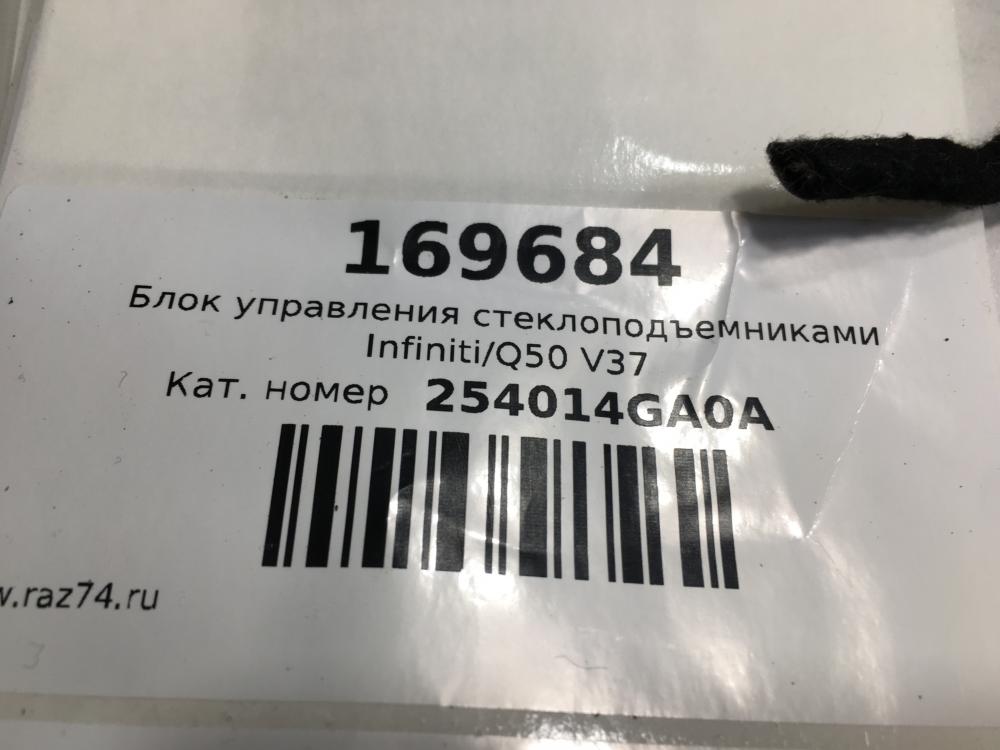 169684
Блок управления стеклоподъемниками
Infiniti/Q50 V37
Кат. номер 254014GA0A
w.raz74.ru